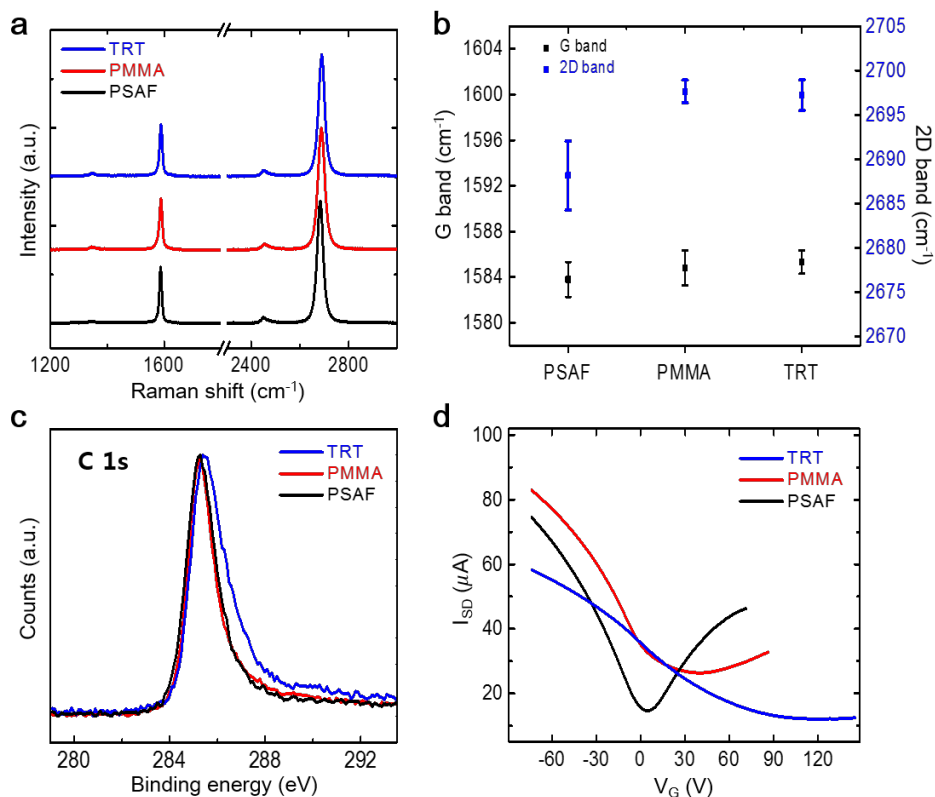 a
TRT
PMMA
PSAF
Intensity (a.u.)
1200 1600 2400 2800
Raman shift (cm-1)
b
G band
2D band
1604
1600
1596
1592
1588
1584
1580
G band (cm-1)
2705
2700
2695
2690
2685
2680
2675
2670
2D band (cm-1)
PSAF PMMA TRT
c
C 1s
TRT
PMMA
PSAF
Counts (a.u.)
280 284 288 292
Binding energy (eV)
d
TRT
PMMA
PSAF
100
80
60
40
20
ISD (μA)
-60 -30 0 30 60 90 120
VG (V)